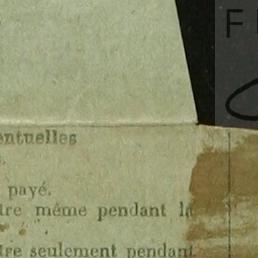 F
entuelles
payé.
tre même pendant la
tre seulement pendant